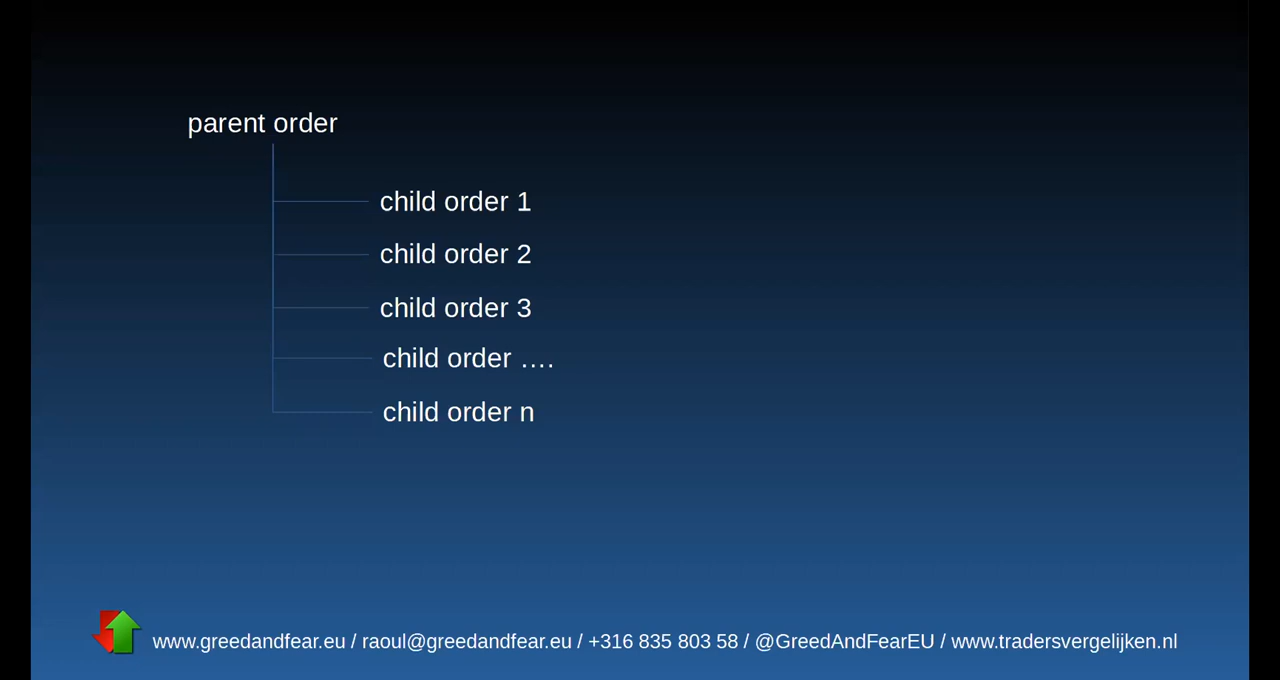 parent order
child order 1
child order 2
child order 3
child order ....
child order n
www.greedandfear.eu / raoul@greedandfear.eu / +316 835 803 58 / @GreedAndFearEU / www.tradersvergelijken.nl